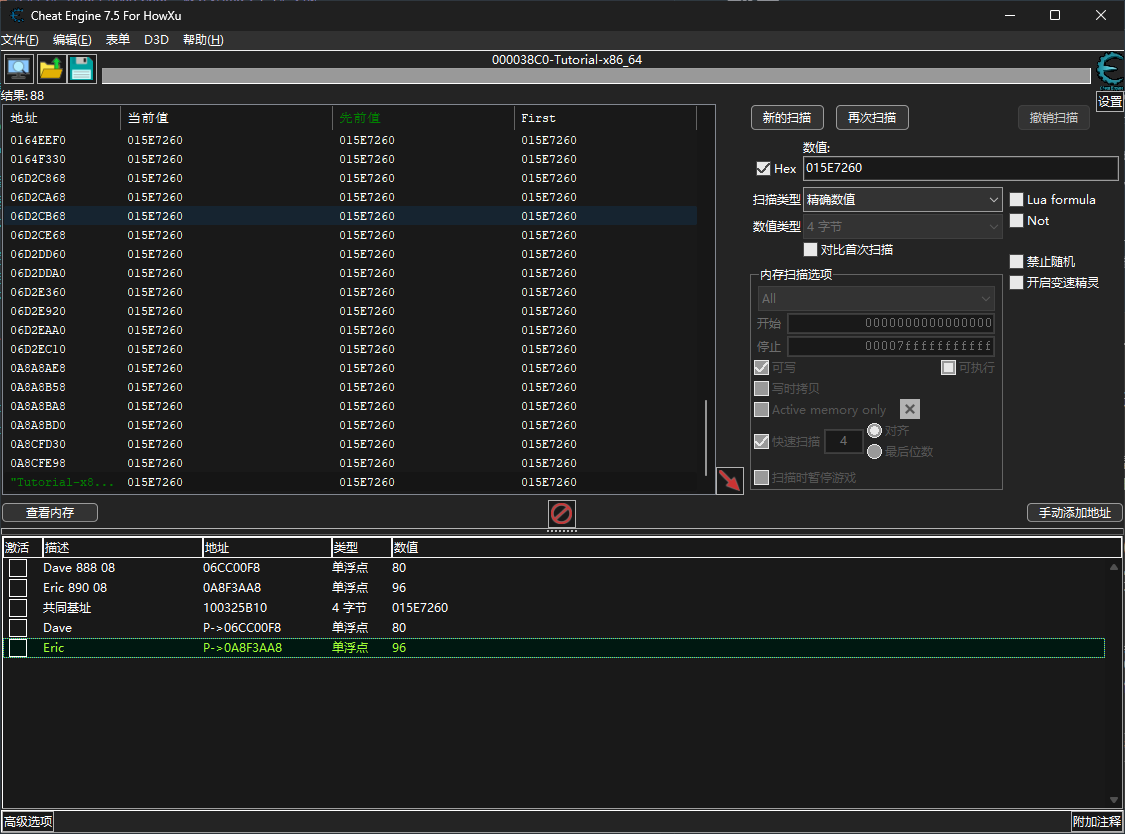 Cheat Engine 7.5 For HowXu
文件(F) 编辑(E) 表单 D3D 帮助(H)
000038C0-Tutorial-x86_64
结果: 88
设置
地址 当前值 先前值 First
0164EEF0 015E7260 015E7260 015E7260
0164F330 015E7260 015E7260 015E7260
06D2C868 015E7260 015E7260 015E7260
06D2CA68 015E7260 015E7260 015E7260
06D2CB68 015E7260 015E7260 015E7260
06D2CE68 015E7260 015E7260 015E7260
06D2DD60 015E7260 015E7260 015E7260
06D2DDA0 015E7260 015E7260 015E7260
06D2E360 015E7260 015E7260 015E7260
06D2E920 015E7260 015E7260 015E7260
06D2EAA0 015E7260 015E7260 015E7260
06D2EC10 015E7260 015E7260 015E7260
0A8A8AE8 015E7260 015E7260 015E7260
0A8A8B58 015E7260 015E7260 015E7260
0A8A8BA8 015E7260 015E7260 015E7260
0A8A8BD0 015E7260 015E7260 015E7260
0A8CFD30 015E7260 015E7260 015E7260
0A8CFE98 015E7260 015E7260 015E7260
"Tutorial-x8... 015E7260 015E7260 015E7260
新的扫描 再次扫描 撤销扫描
数值:
Hex 015E7260
扫描类型 精确数值 Lua formula
数值类型 4 字节 Not
对比首次扫描
禁止随机
开启变速精灵
内存扫描选项
All
开始 0000000000000000
停止 00007fffffffffff
可写 可执行
写时拷贝
Active memory only
快速扫描 4 对齐
最后位数
扫描时暂停游戏
查看内存 手动添加地址
激活 描述 地址 类型 数值
Dave 888 08 06CC00F8 单浮点 80
Eric 890 08 0A8F3AA8 单浮点 96
共同基址 100325B10 4 字节 015E7260
Dave P->06CC00F8 单浮点 80
Eric P->0A8F3AA8 单浮点 96
高级选项 附加注释